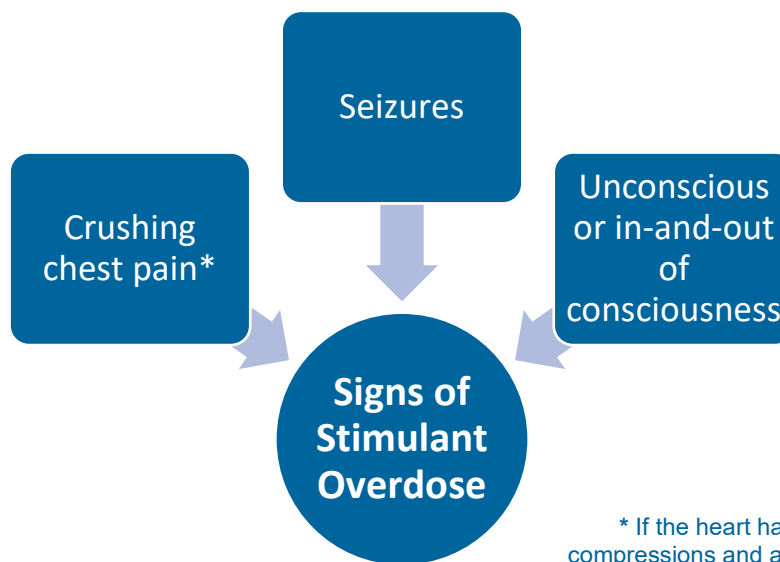 Seizures
Crushing
chest pain*
Unconscious
or in-and-out
of
consciousness
Signs of
Stimulant
Overdose
* If the heart ha
compressions and a